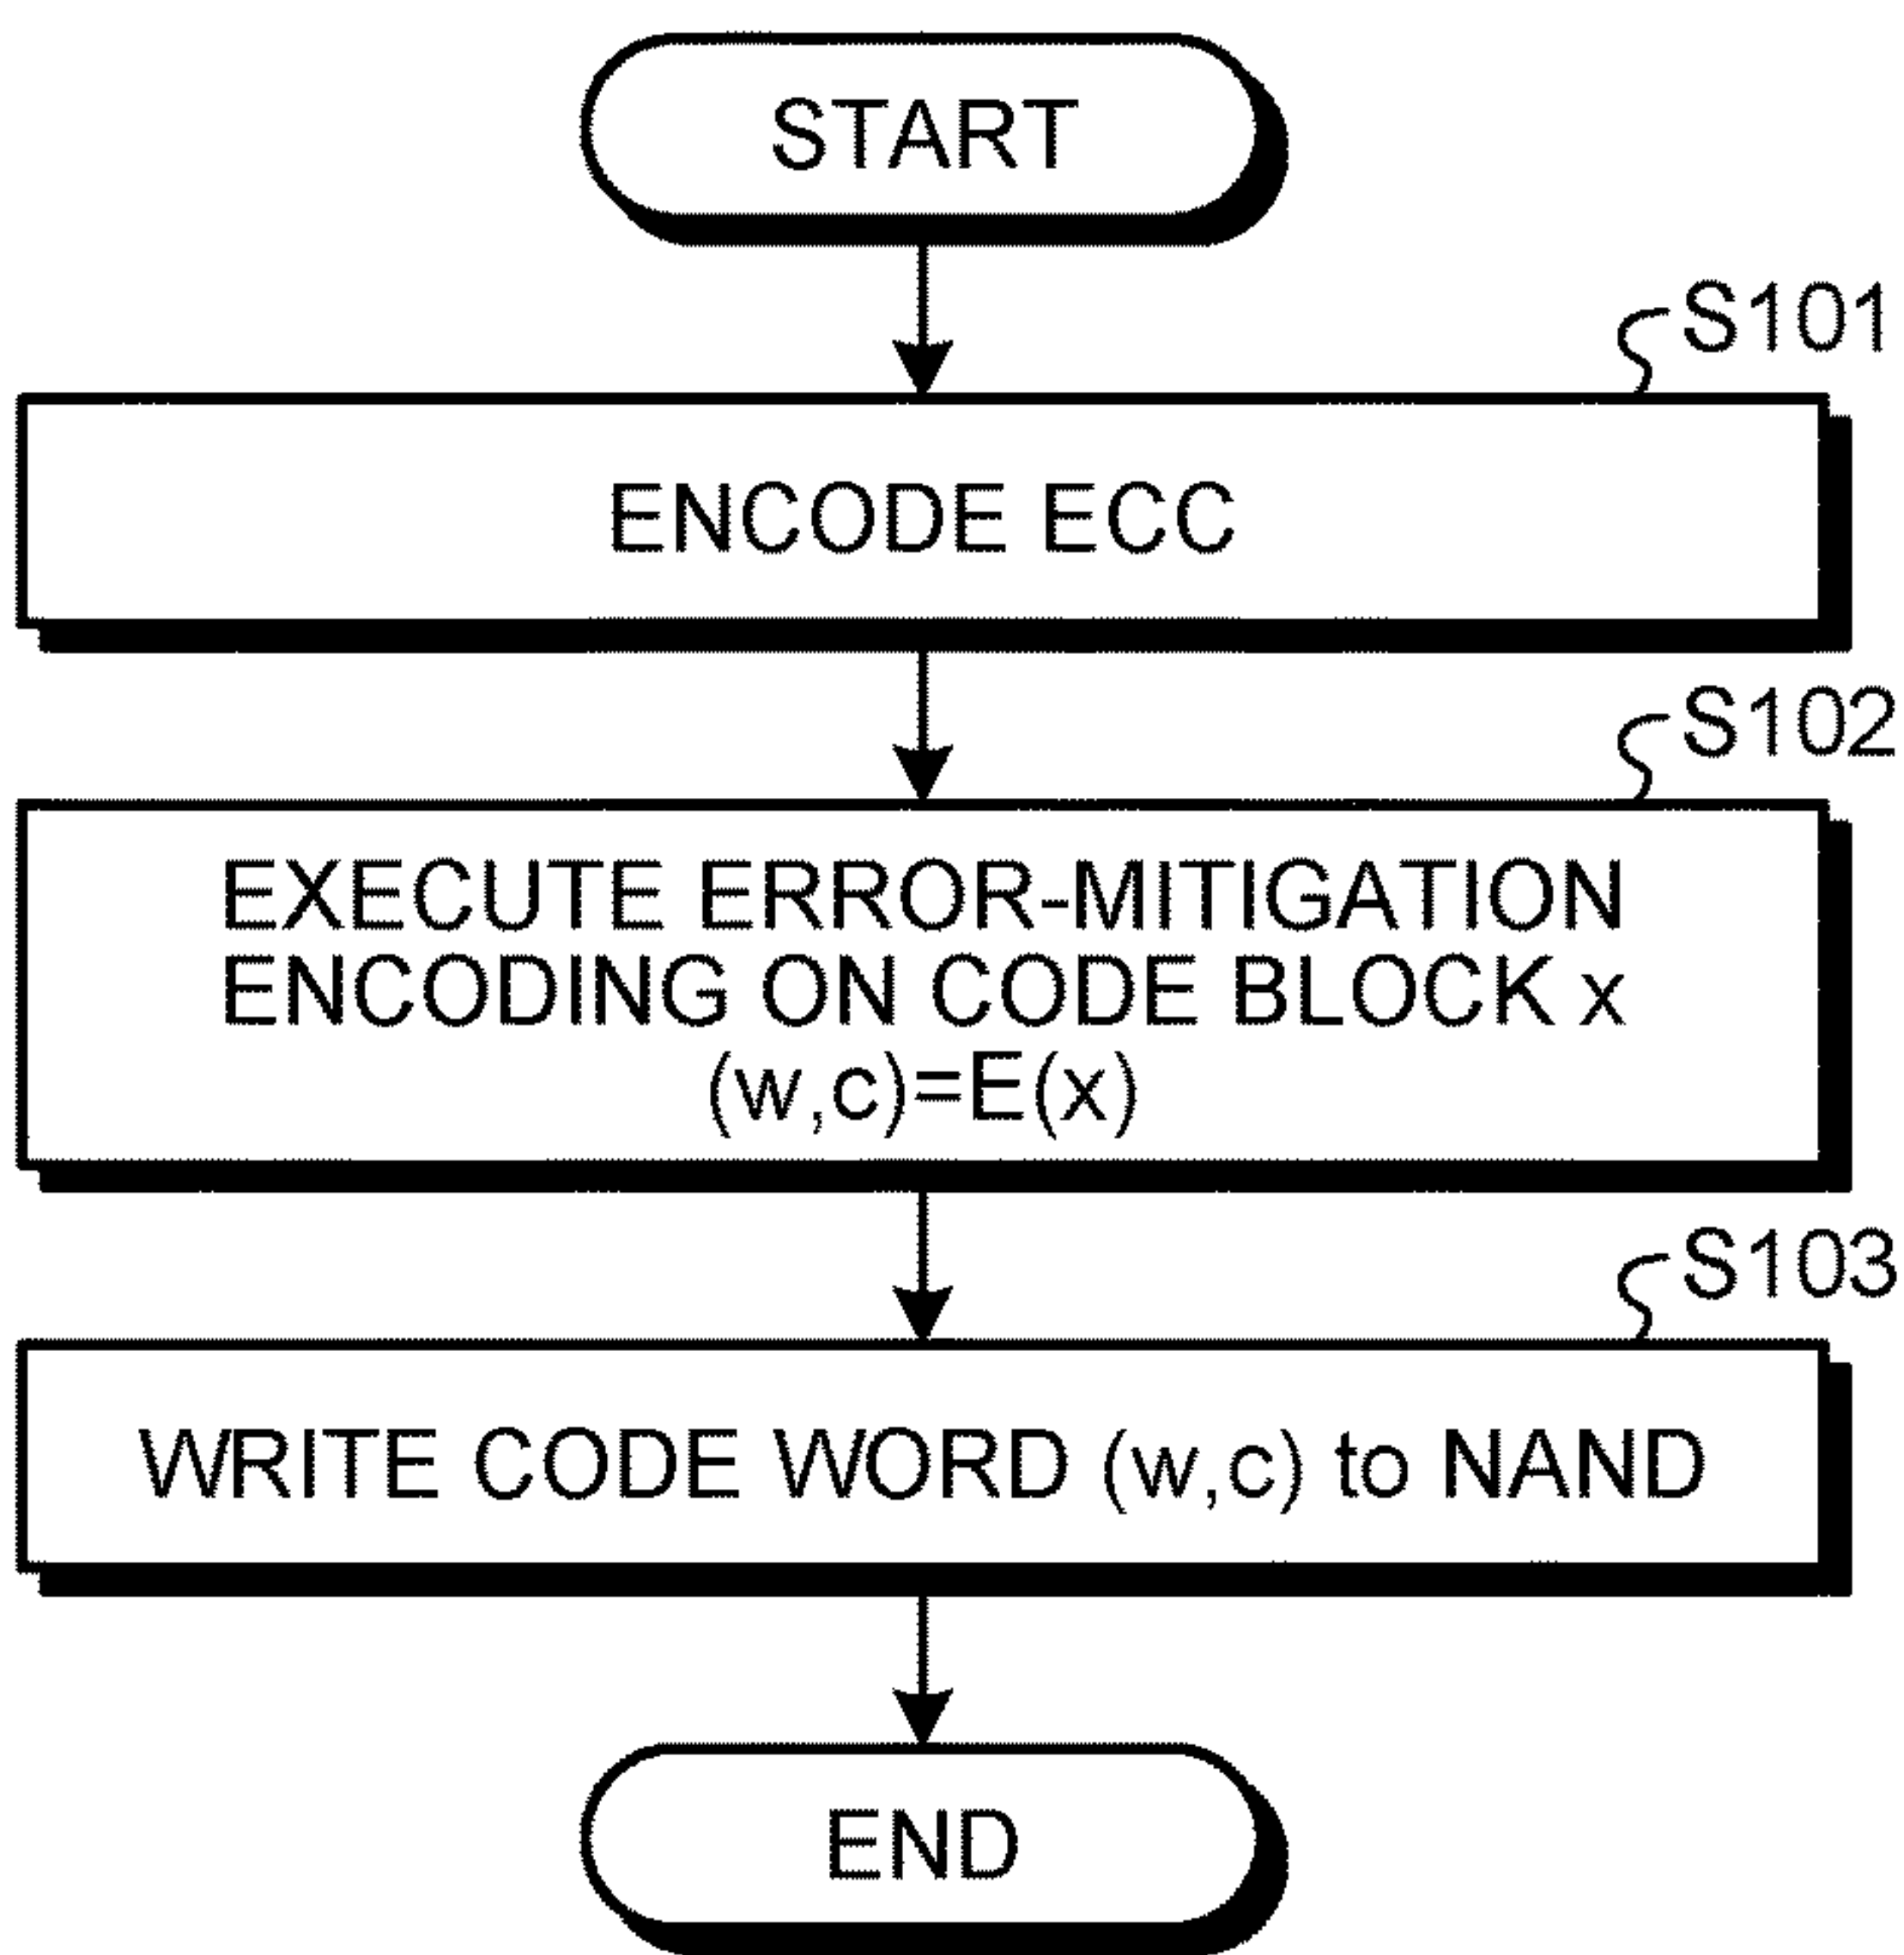 START
S101
ENCODE ECC
S102
EXECUTE ERROR-MITIGATION
ENCODING ON CODE BLOCK x
(w,c)=E(x)
S103
WRITE CODE WORD (w,c) to NAND
END